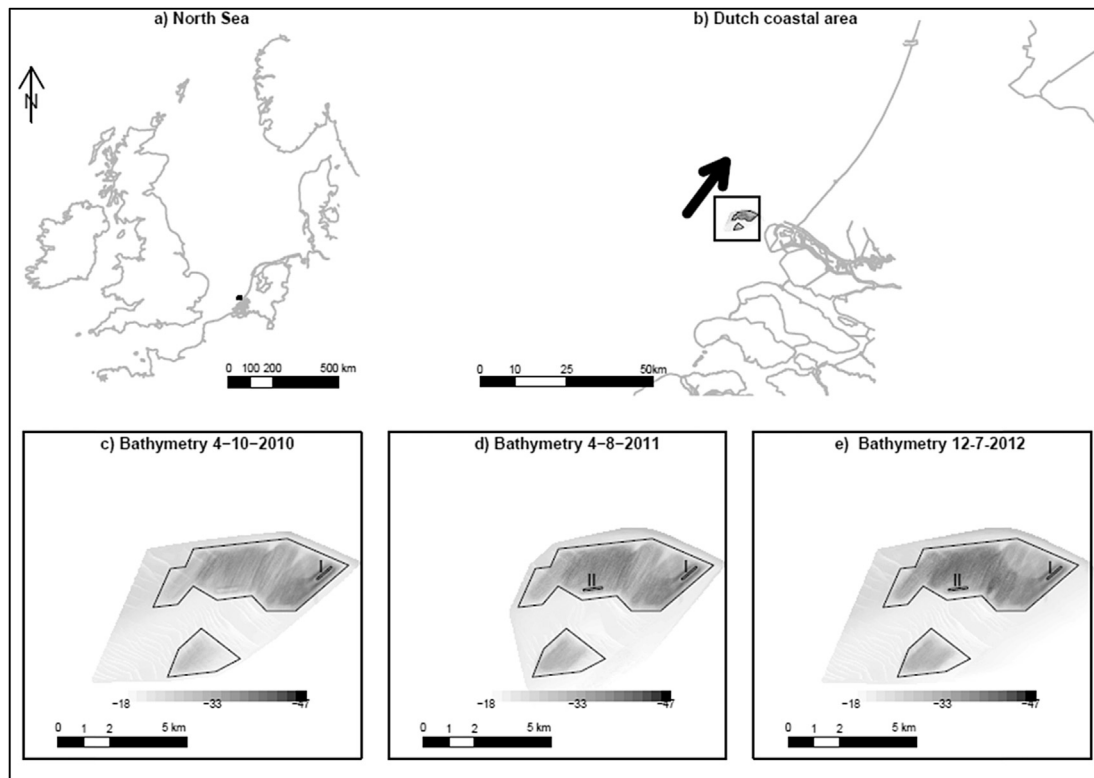 a) North Sea
b) Dutch coastal area
N
0 100 200 500 km
0 10 25 50km
c) Bathymetry 4-10-2010
d) Bathymetry 4-8-2011
e) Bathymetry 12-7-2012
I
II
I
II
I
−18 −33 −47
−18 −33 −47
−18 −33 −47
0 1 2 5 km
0 1 2 5 km
0 1 2 5 km